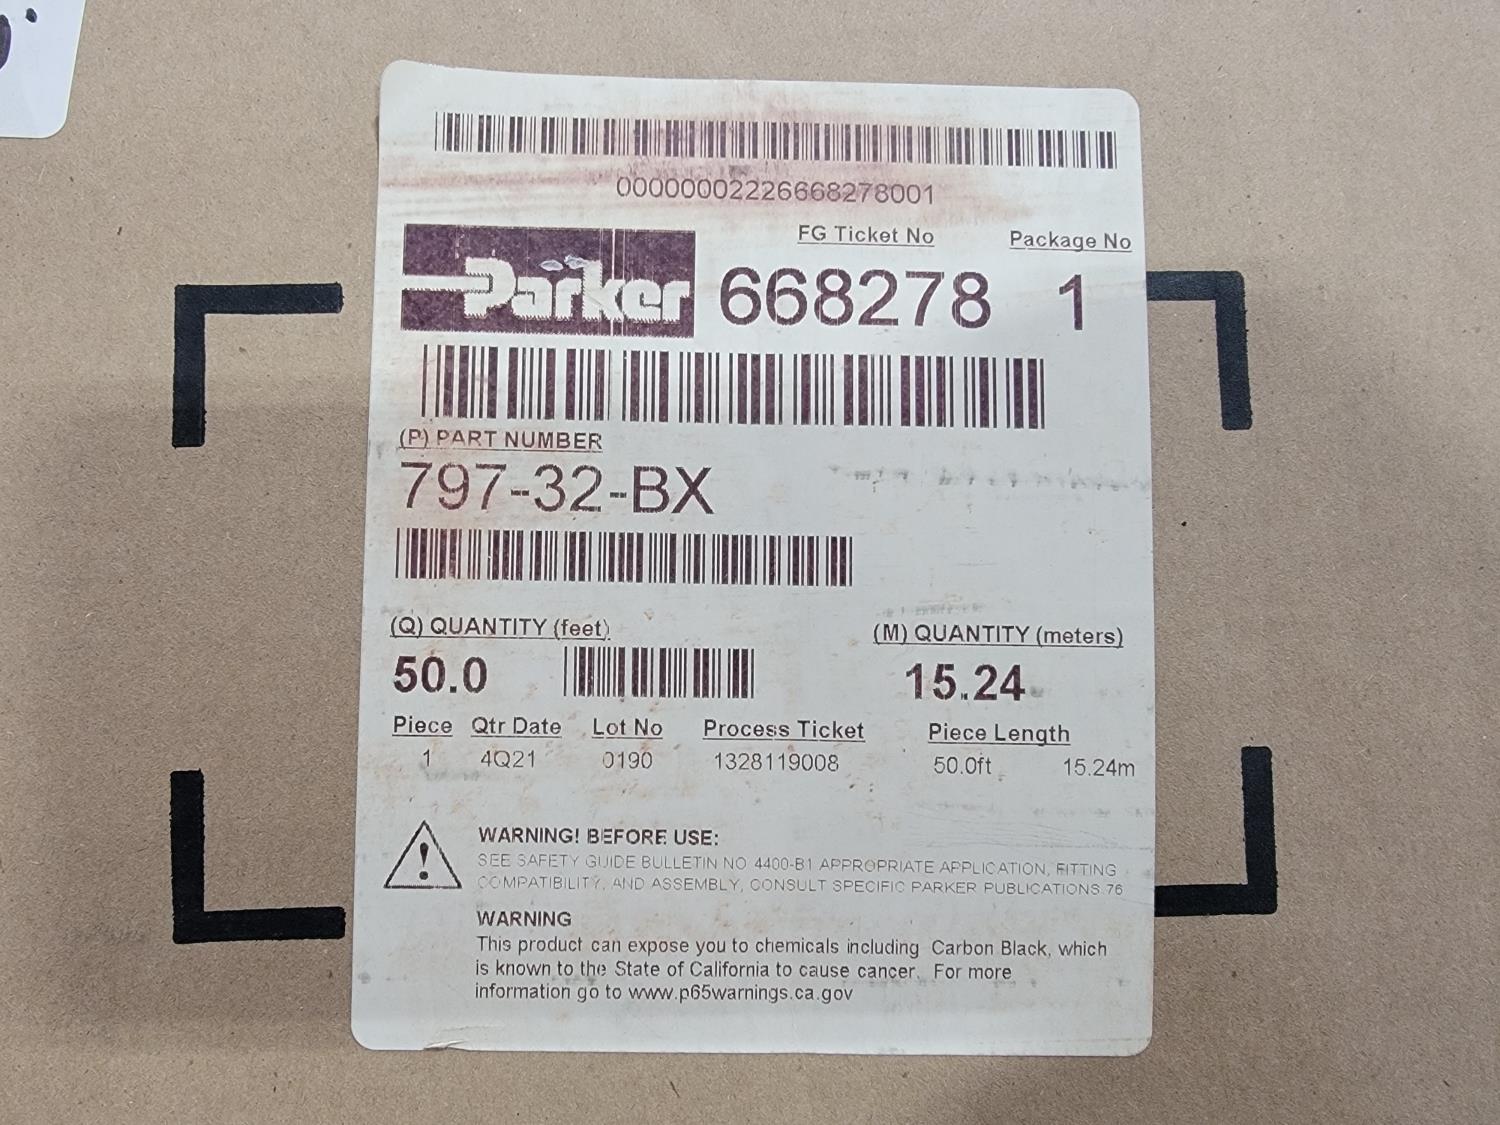 00000002226668278001
FG Ticket No Package No
Parker 668278 1
(P) PART NUMBER
797-32-BX
(Q) QUANTITY (feet) (M) QUANTITY (meters)
50.0 15.24
Piece Qtr Date Lot No Process Ticket Piece Length
1 4Q21 0190 1328119008 50.0ft 15.24m
WARNING! BEFORE USE:
SEE SAFETY GUIDE BULLETIN NO 4400-B1 APPROPRIATE APPLICATION, FITTING
COMPATIBILITY, AND ASSEMBLY, CONSULT SPECIFIC PARKER PUBLICATIONS 76
WARNING
This product can expose you to chemicals including Carbon Black, which
is known to the State of California to cause cancer. For more
information go to www.p65warnings.ca.gov